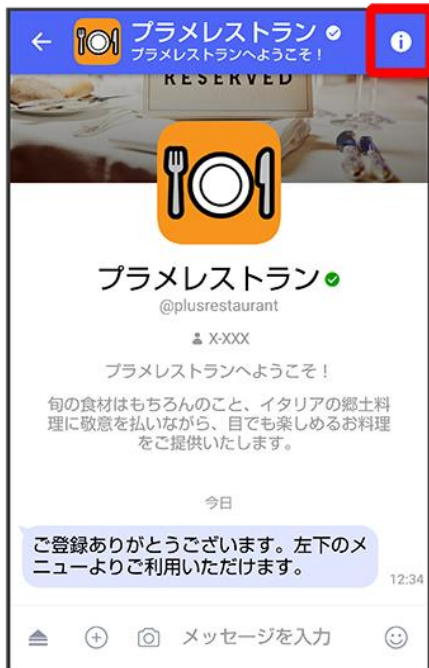 プラメレストラン
プラメレストランへようこそ！
RESERVED
プラメレストラン
@plusrestaurant
X-XXX
プラメレストランへようこそ！
旬の食材はもちろんのこと、イタリアの郷土料
理に敬意を払いながら、目でも楽しめるお料理
をご提供いたします。
今日
ご登録ありがとうございます。左下のメ
ニューよりご利用いただけます。
12:34
メッセージを入力